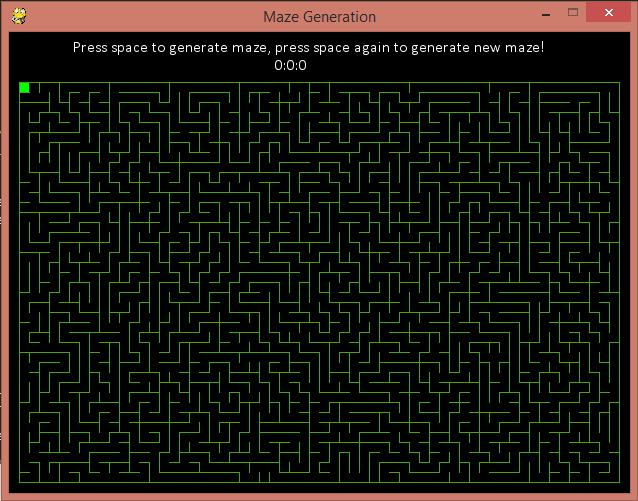 Maze Generation
Press space to generate maze, press space again to generate new maze!
0:0:0